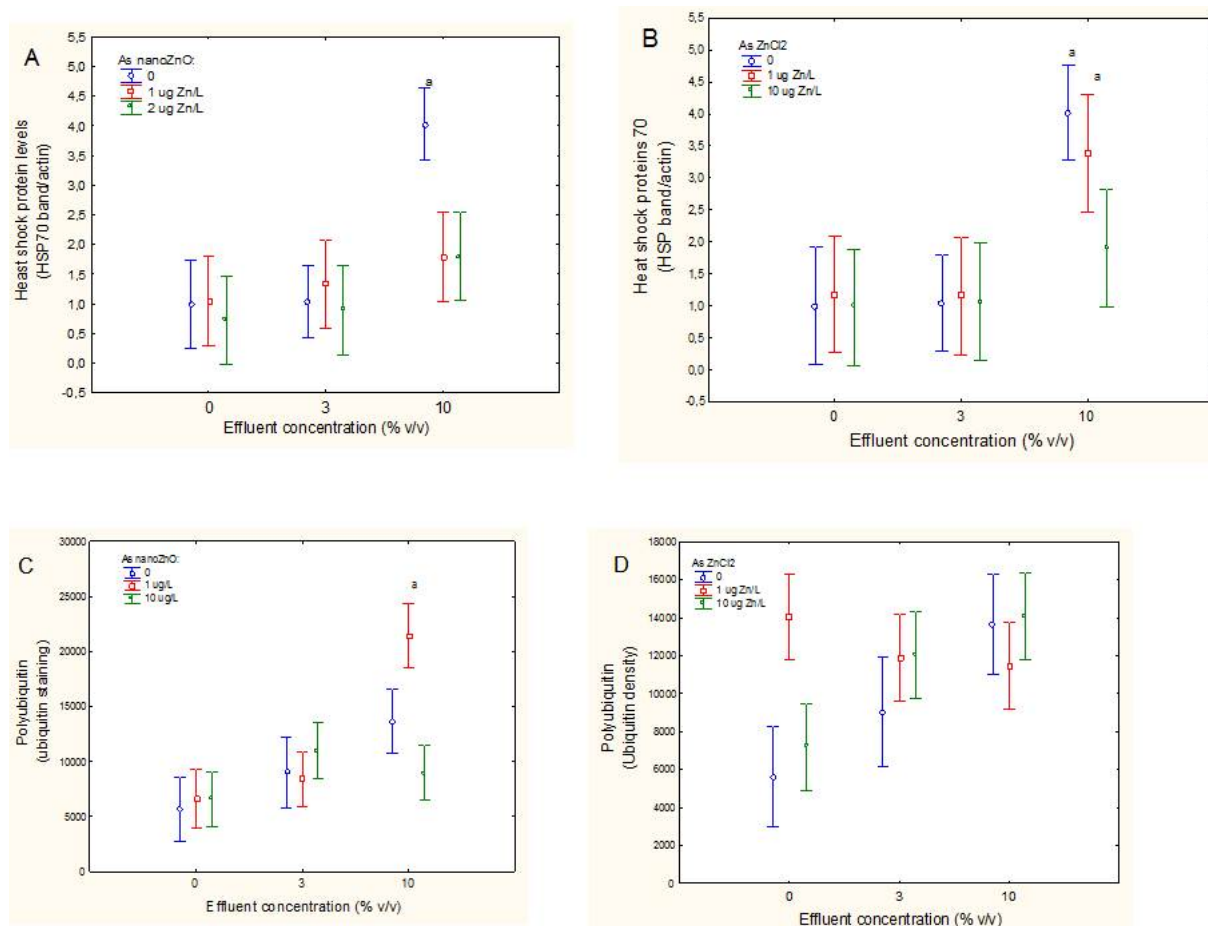 A
As nanoZnO:
0
1 ug Zn/L
2 ug Zn/L
a
5,5
5,0
4,5
4,0
3,5
3,0
2,5
2,0
1,5
1,0
0,5
0,0
-0,5
Heast shock protein levels
(HSP70 band/actin)
0 3 10
Effluent concentration (% v/v)
B
As ZnCl2
0
1 ug Zn/L
10 ug Zn/L
a
a
5,5
5,0
4,5
4,0
3,5
3,0
2,5
2,0
1,5
1,0
0,5
0,0
-0,5
Heat shock proteins 70
(HSP band/actin)
0 3 10
Effluent concentration (% v/v)
C
As nanoZnO:
0
1 ug/L
10 ug/L
a
30000
25000
20000
15000
10000
5000
0
Polyubiquitin
(ubiquitin staining)
0 3 10
Effluent concentration (% v/v)
D
As ZnCl2
0
1 ug Zn/L
10 ug Zn/L
18000
16000
14000
12000
10000
8000
6000
4000
2000
0
Polyubiquitin
(Ubiquitin density)
0 3 10
Effluent concentration (% v/v)